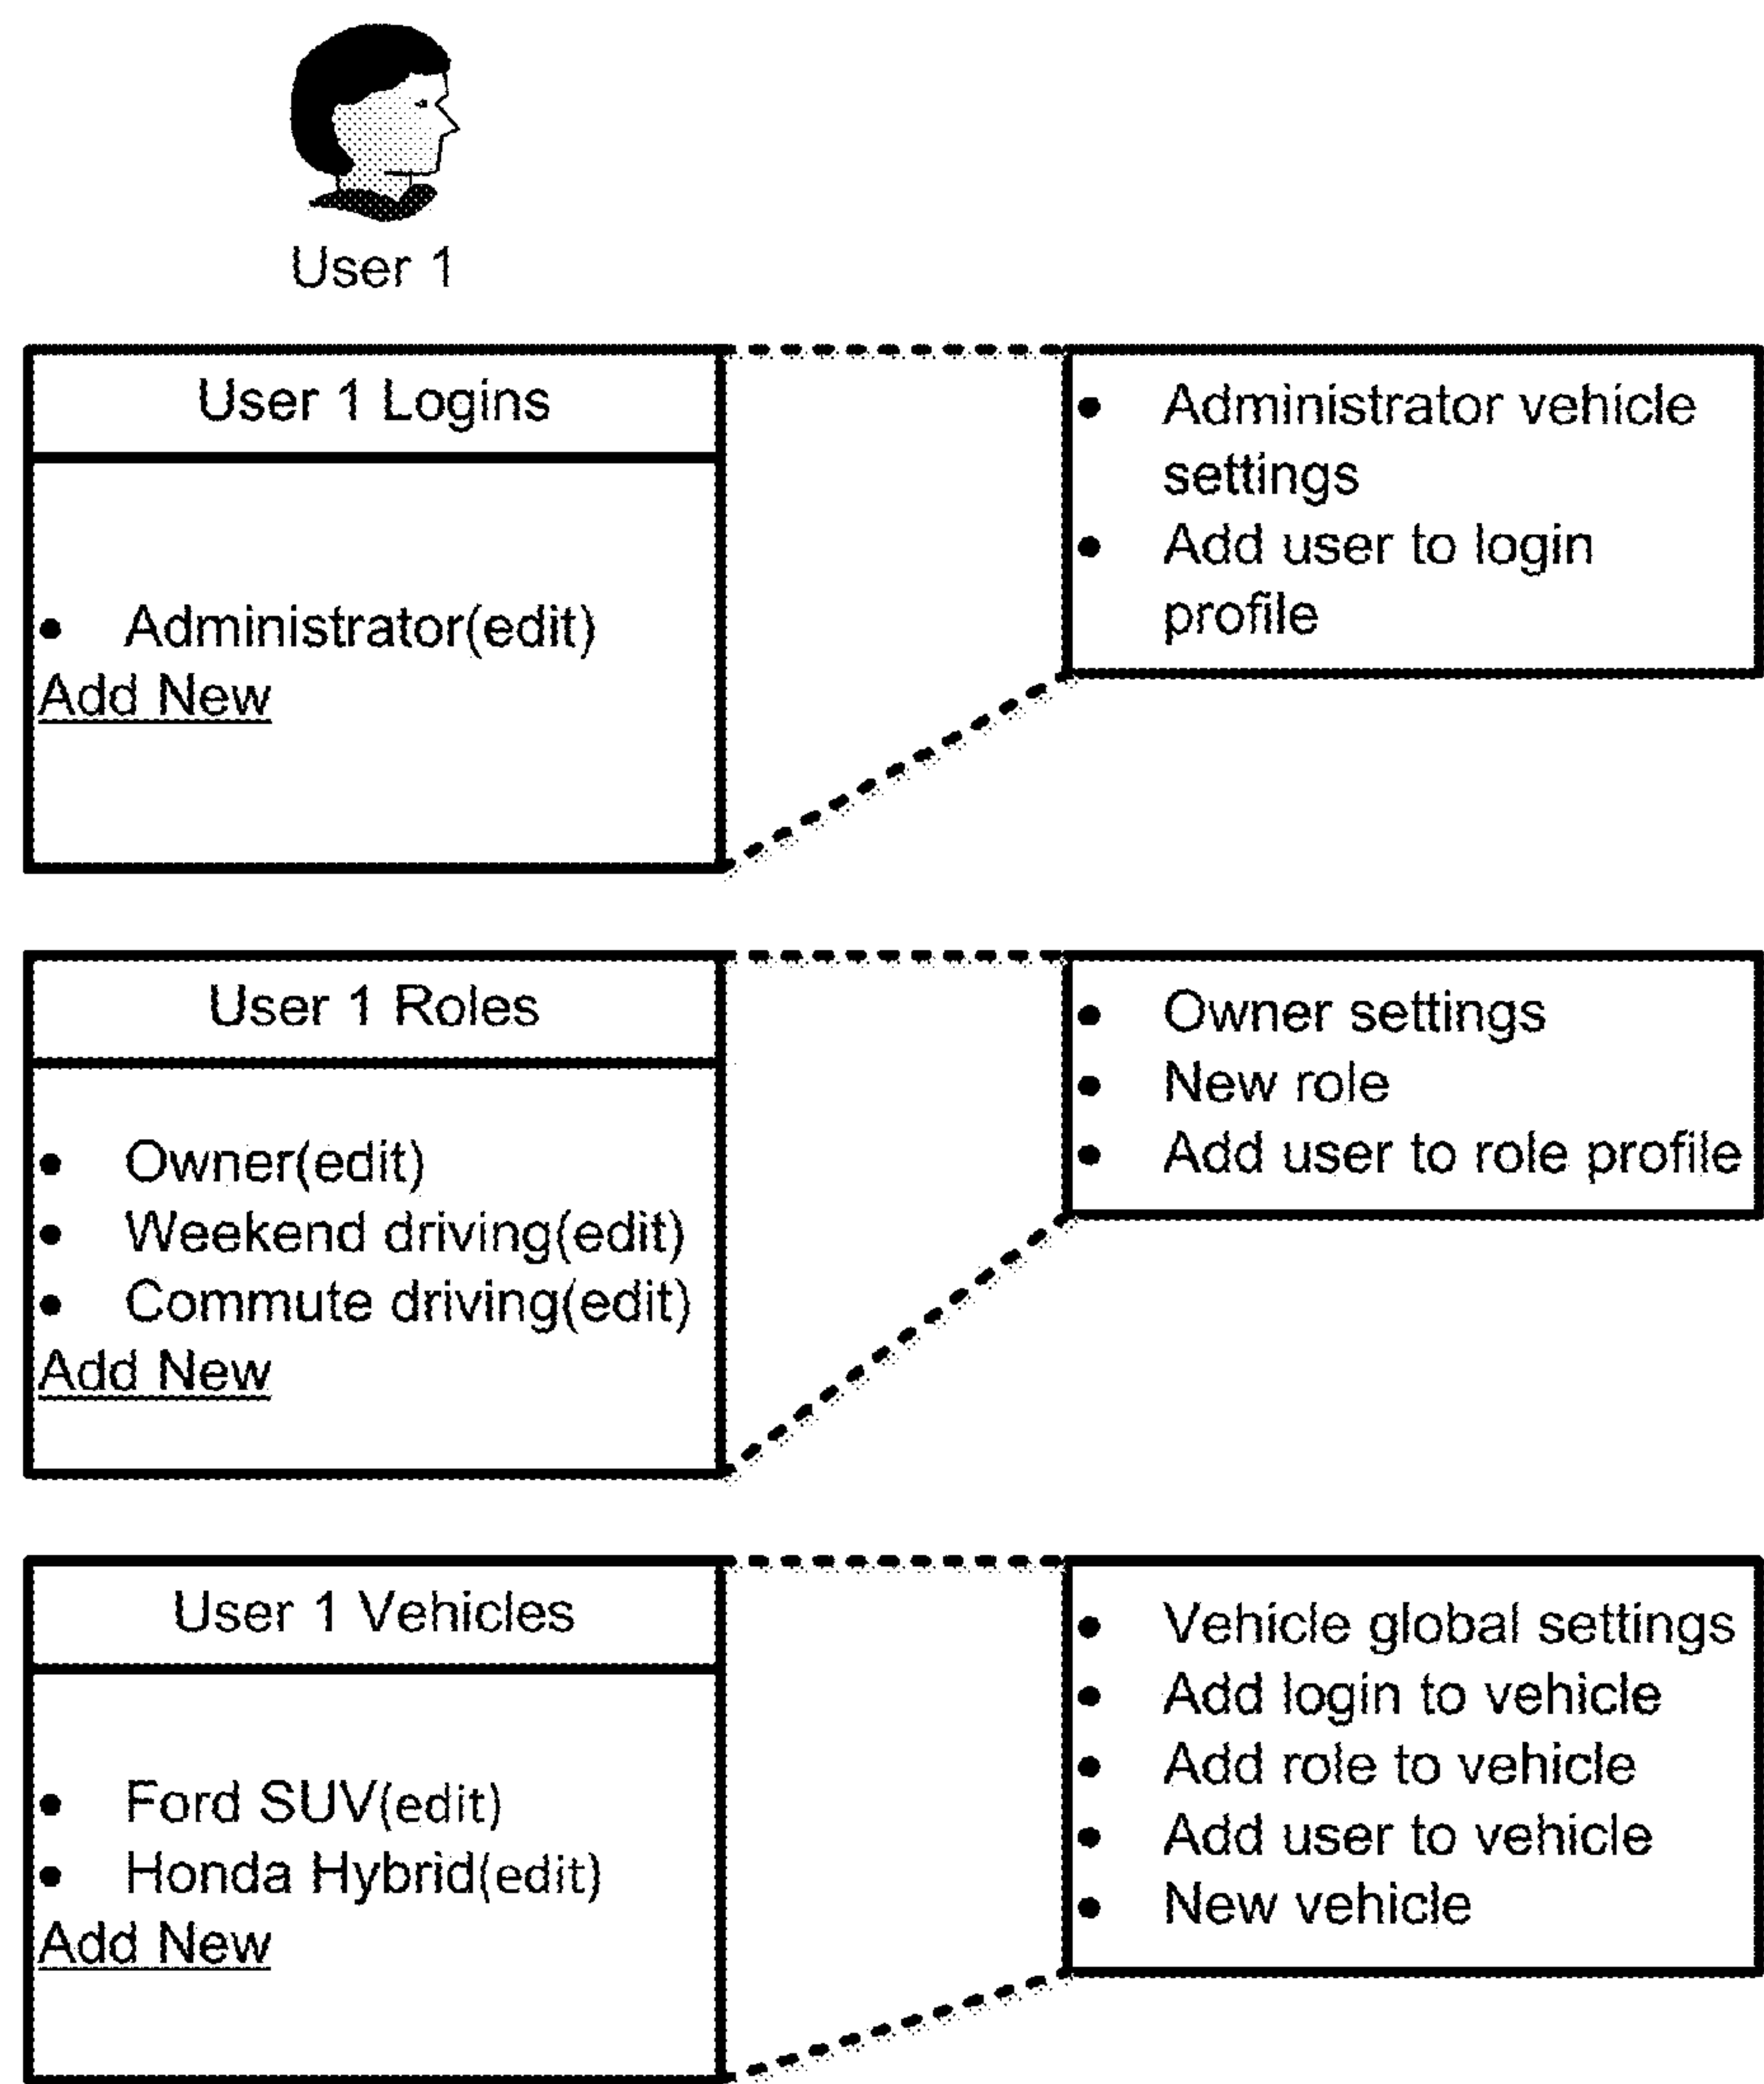 User 1
User 1 Logins
• Administrator(edit)
Add New
• Administrator vehicle
settings
• Add user to login
profile
User 1 Roles
• Owner(edit)
• Weekend driving(edit)
• Commute driving(edit)
Add New
• Owner settings
• New role
• Add user to role profile
User 1 Vehicles
• Ford SUV(edit)
• Honda Hybrid(edit)
Add New
• Vehicle global settings
• Add login to vehicle
• Add role to vehicle
• Add user to vehicle
• New vehicle